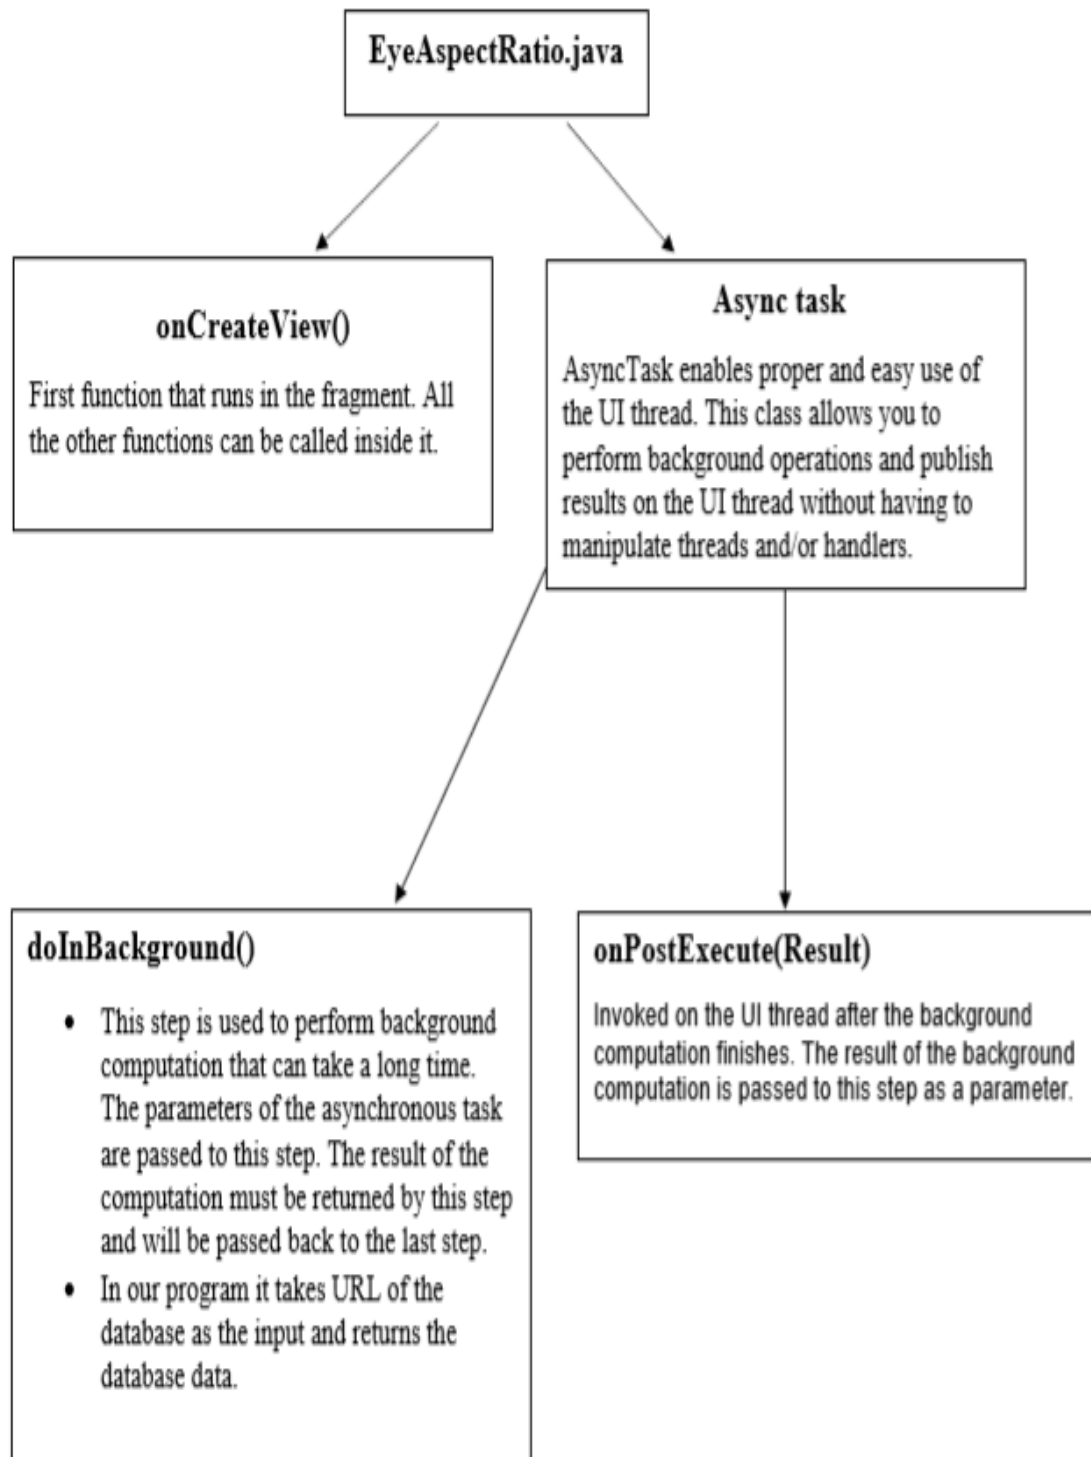 EyeAspectRatio.java
onCreateView()
First function that runs in the fragment. All
the other functions can be called inside it.
Async task
AsyncTask enables proper and easy use of
the UI thread. This class allows you to
perform background operations and publish
results on the UI thread without having to
manipulate threads and/or handlers.
doInBackground()
• This step is used to perform background
computation that can take a long time.
The parameters of the asynchronous task
are passed to this step. The result of the
computation must be returned by this step
and will be passed back to the last step.
• In our program it takes URL of the
database as the input and returns the
database data.
onPostExecute(Result)
Invoked on the UI thread after the background
computation finishes. The result of the background
computation is passed to this step as a parameter.